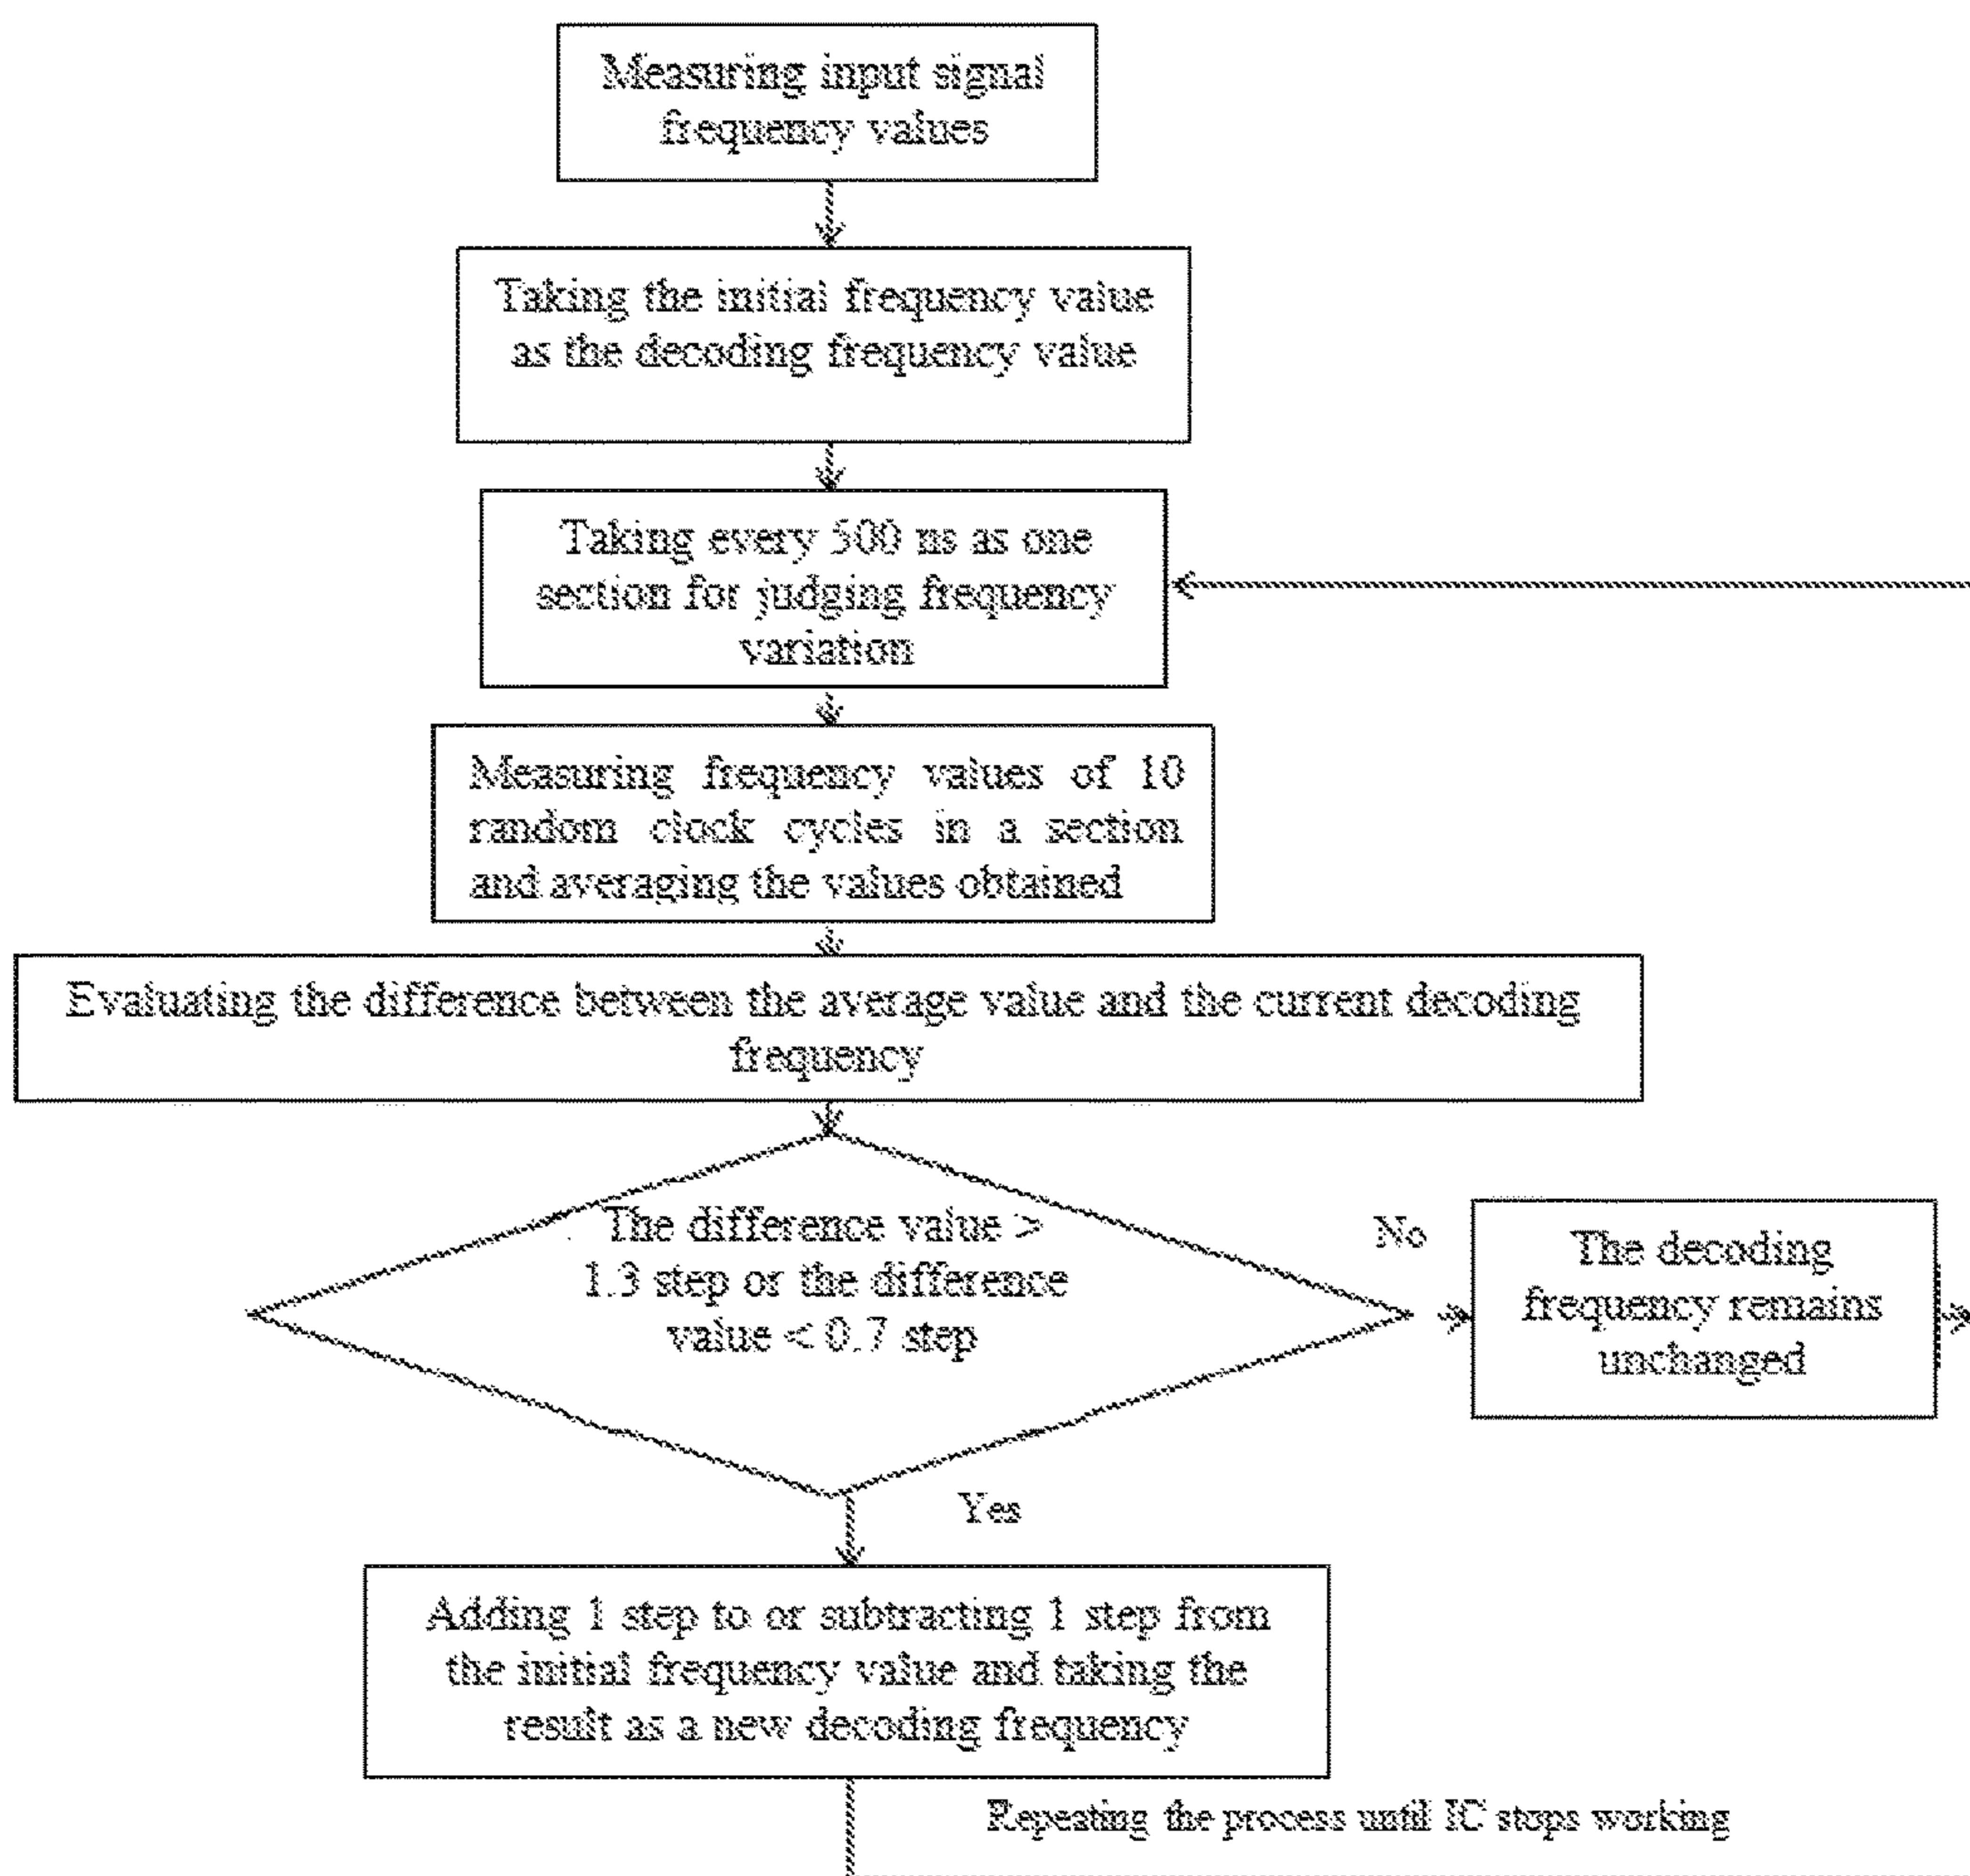 Measuring input signal
frequency values
Taking the initial frequency value
as the decoding frequency value
Taking every 500 ns as one
section for judging frequency
variation
Measuring frequency values of 10
random clock cycles in a section
and averaging the values obtained
Evaluating the difference between the average value and the current decoding
frequency
The difference value >
1.3 step or the difference
value < 0.7 step
No
The decoding
frequency remains
unchanged
Yes
Adding 1 step to or subtracting 1 step from
the initial frequency value and taking the
result as a new decoding frequency
Repeating the process until IC stops working